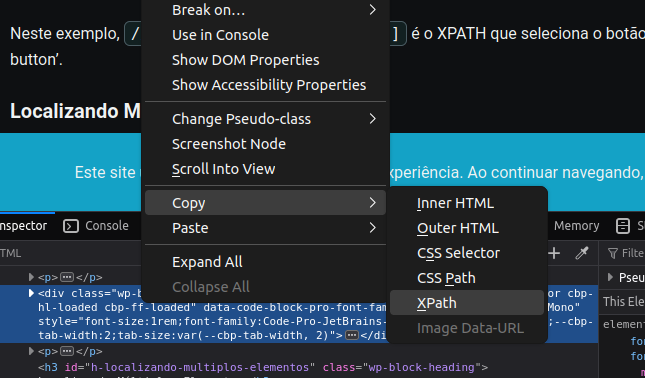 Break on…
Neste exemplo, / ] é o XPATH que seleciona o botão
Use in Console
button’.
Show DOM Properties
Show Accessibility Properties
Localizando M
Change Pseudo-class
Screenshot Node
Scroll Into View
Este site experiência. Ao continuar navegando,
Copy
Paste
Expand All
Collapse All
Inner HTML
Outer HTML
CSS Selector
CSS Path
XPath
Image Data-URL
nspector Console Memory S
TML Filte
<p> ••• </p> Pseu
<div class="wp-b or cbp-
This Ele
hl-loaded cbp-ff-loaded" data-code-block-pro-font-fam Mono"
style="font-size:1rem;font-family:Code-Pro-JetBrains- ;--cbp-
element
tab-width:2;tab-size:var(--cbp-tab-width, 2)"> ••• </di
fon
<p> ••• </p>
fon
<h3 id="h-localizando-multiplos-elementos" class="wp-block-heading">